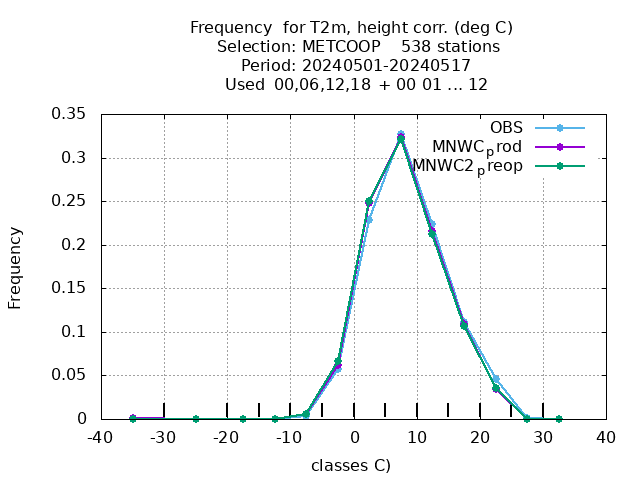 Frequency  for T2m, height corr. (deg C)
Selection: METCOOP    538 stations
Period: 20240501-20240517
Used  00,06,12,18 + 00 01 ... 12
OBS
MNWC_prod
MNWC2_preop
Frequency
0.35
0.3
0.25
0.2
0.15
0.1
0.05
0
-40 -30 -20 -10 0 10 20 30 40
classes C)